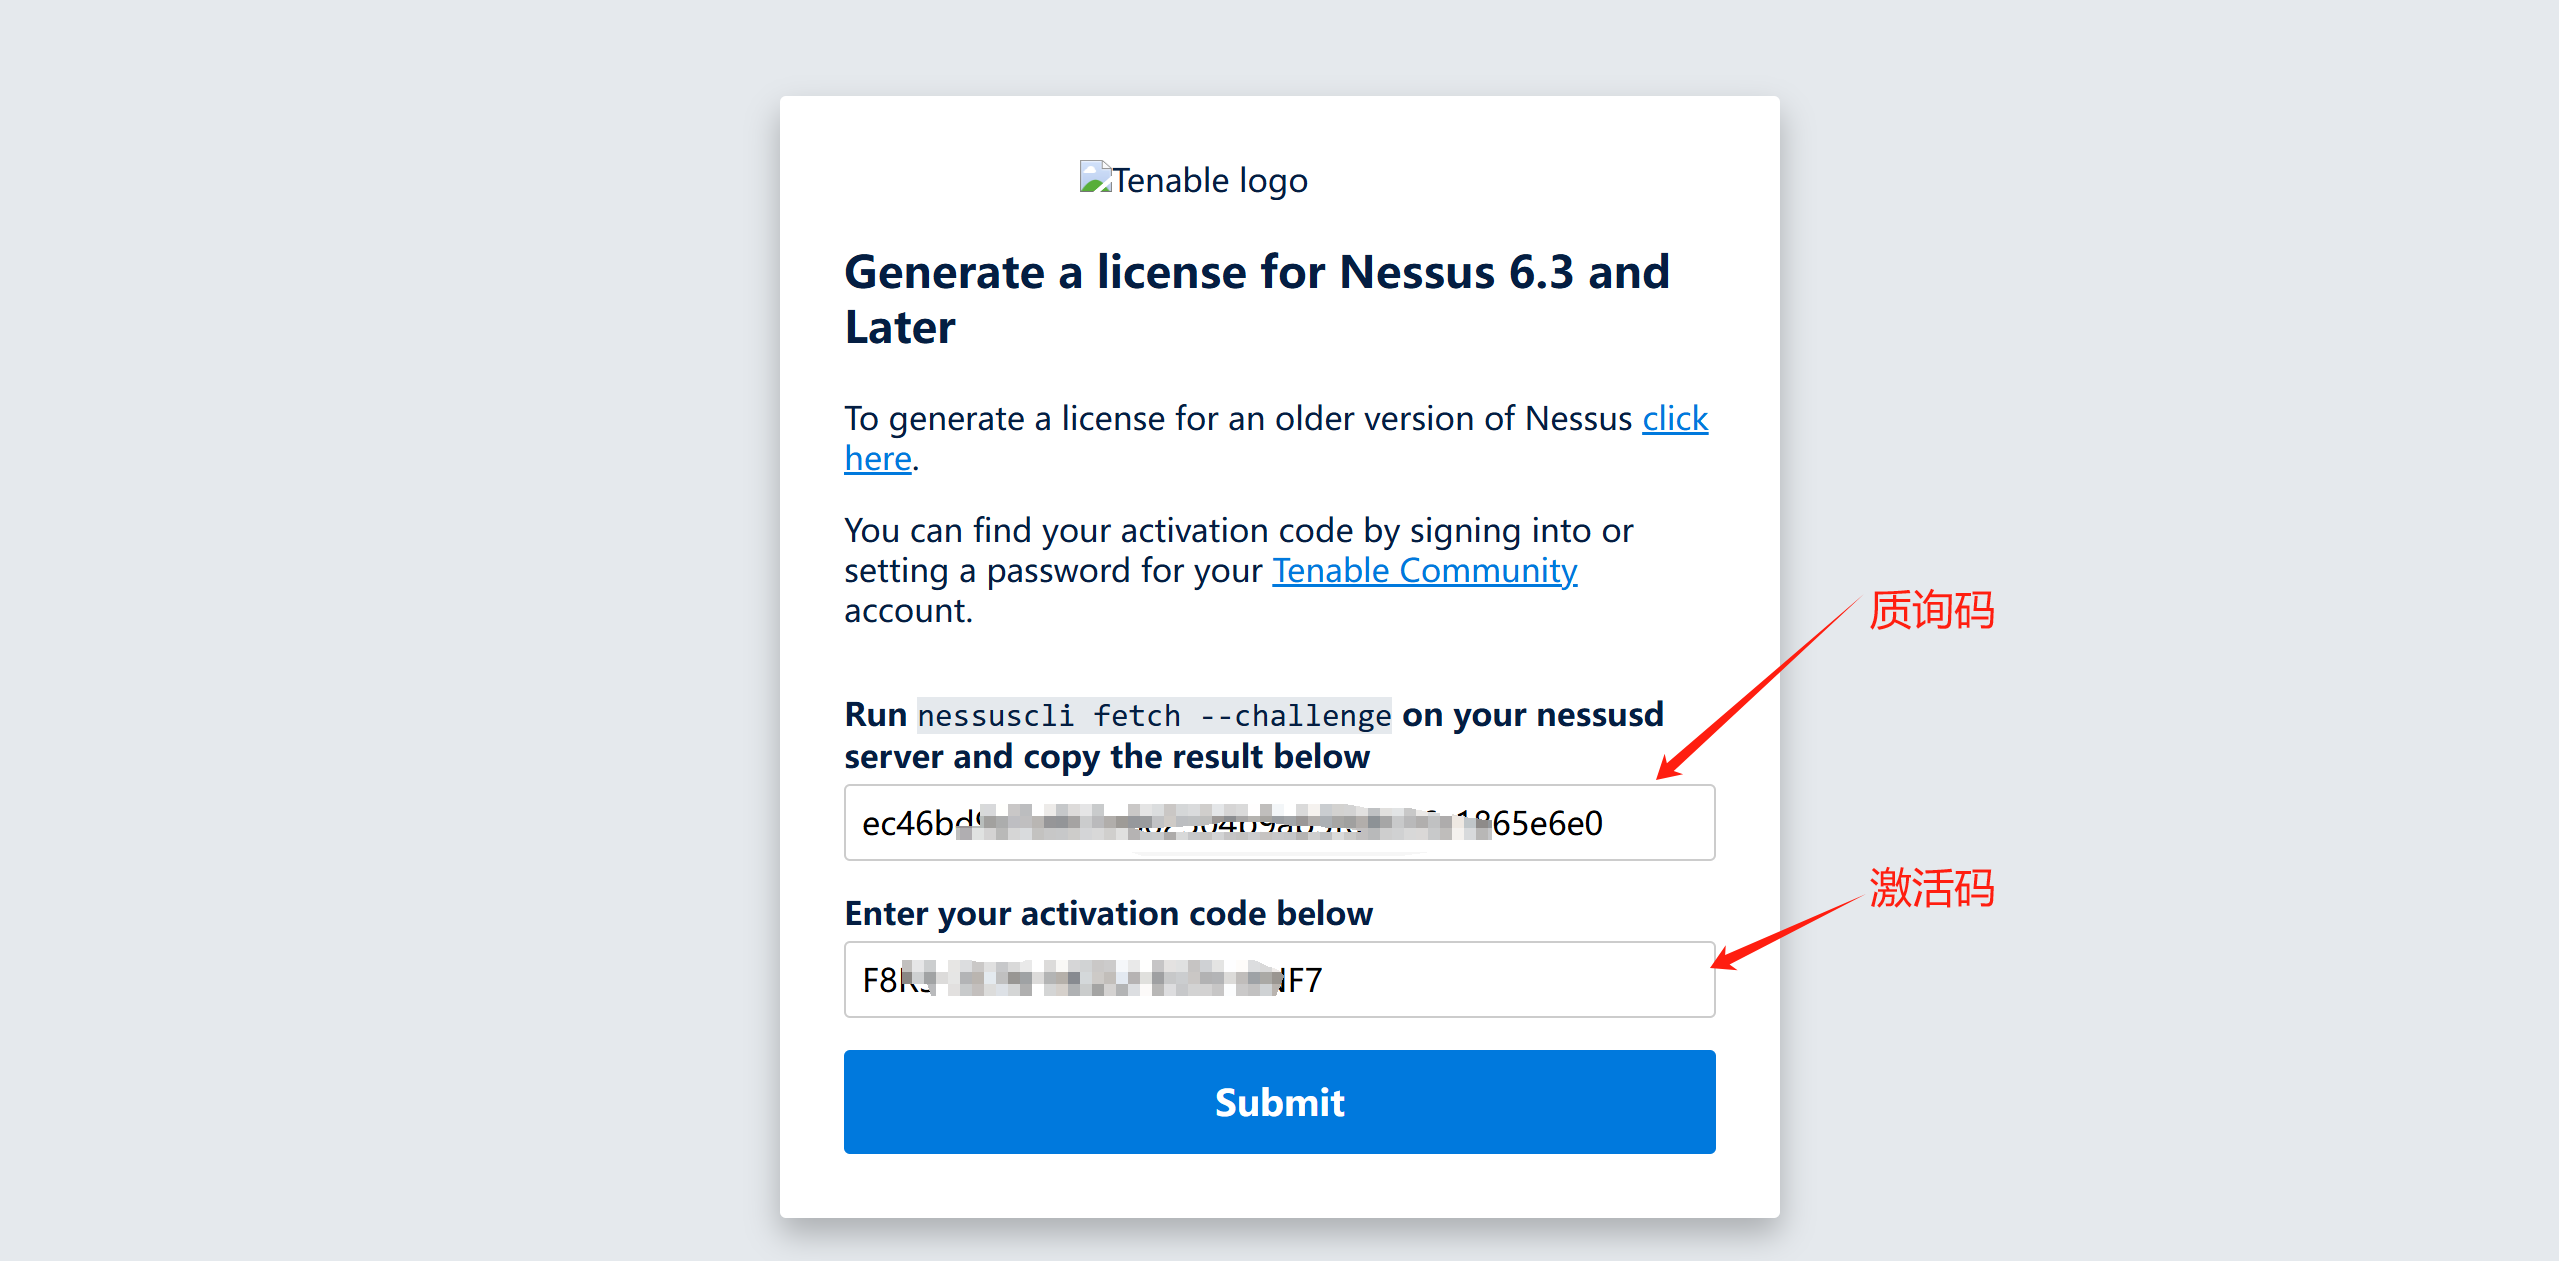 Tenable logo
Generate a license for Nessus 6.3 and
Later
To generate a license for an older version of Nessus click
here.
You can find your activation code by signing into or
setting a password for your Tenable Community
account.
质询码
Run nessuscli fetch --challenge on your nessusd
server and copy the result below
ec46bd 65e6e0
激活码
Enter your activation code below
F8 F7
Submit